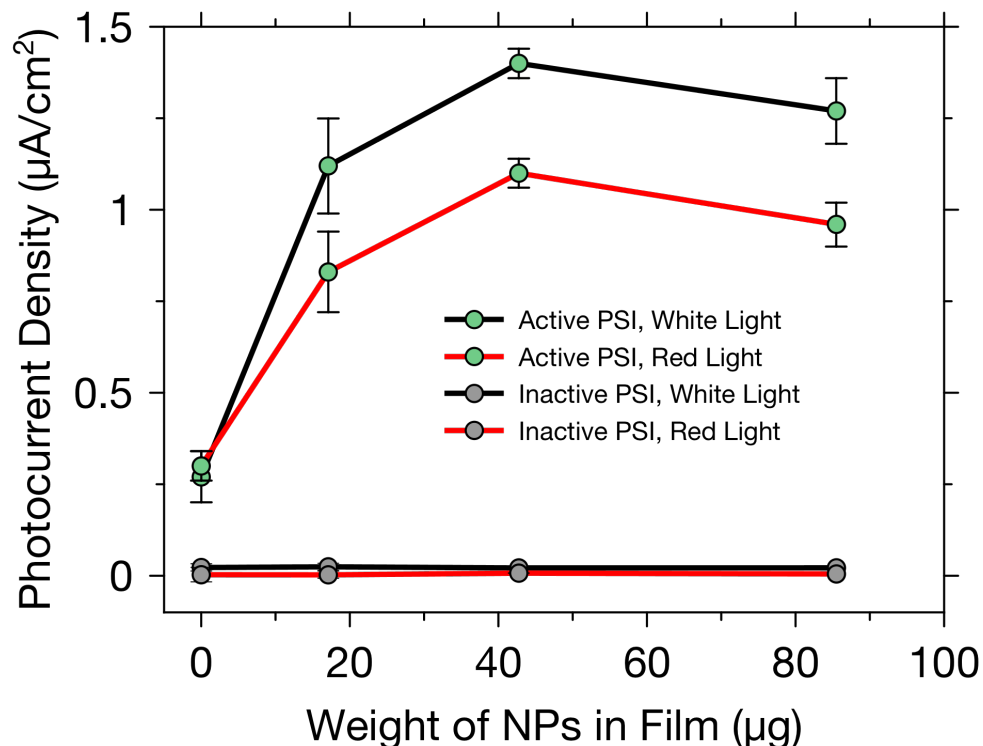 1.5
1
0.5
0
Photocurrent Density (µA/cm²)
Active PSI, White Light
Active PSI, Red Light
Inactive PSI, White Light
Inactive PSI, Red Light
0 20 40 60 80 100
Weight of NPs in Film (µg)